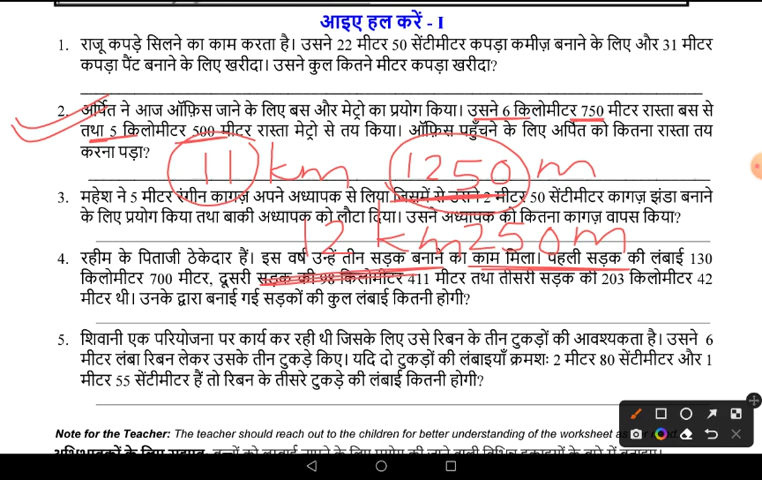 आइए हल करें - I
1. राजू कपड़े सिलने का काम करता है। उसने 22 मीटर 50 सेंटीमीटर कपड़ा कमीज़ बनाने के लिए और 31 मीटर
कपड़ा पैंट बनाने के लिए खरीदा। उसने कुल कितने मीटर कपड़ा खरीदा?
2. अर्पित ने आज ऑफ़िस जाने के लिए बस और मेट्रो का प्रयोग किया। उसने 6 किलोमीटर 750 मीटर रास्ता बस से
तथा 5 किलोमीटर 500 मीटर रास्ता मेट्रो से तय किया। ऑफ़िस पहुँचने के लिए अर्पित को कितना रास्ता तय
करना पड़ा?
11 km 1250 m
3. महेश ने 5 मीटर रंगीन कागज़ अपने अध्यापक से लिया जिसमें से उसने 2 मीटर 50 सेंटीमीटर कागज़ झंडा बनाने
के लिए प्रयोग किया तथा बाकी अध्यापक को लौटा दिया। उसने अध्यापक को कितना कागज़ वापस किया?
12 km 250m
4. रहीम के पिताजी ठेकेदार हैं। इस वर्ष उन्हें तीन सड़क बनाने का काम मिला। पहली सड़क की लंबाई 130
किलोमीटर 700 मीटर, दूसरी सड़क की 98 किलोमीटर 411 मीटर तथा तीसरी सड़क की 203 किलोमीटर 42
मीटर थी। उनके द्वारा बनाई गई सड़कों की कुल लंबाई कितनी होगी?
5. शिवानी एक परियोजना पर कार्य कर रही थी जिसके लिए उसे रिबन के तीन टुकड़ों की आवश्यकता है। उसने 6
मीटर लंबा रिबन लेकर उसके तीन टुकड़े किए। यदि दो टुकड़ों की लंबाइयाँ क्रमशः 2 मीटर 80 सेंटीमीटर और 1
मीटर 55 सेंटीमीटर हैं तो रिबन के तीसरे टुकड़े की लंबाई कितनी होगी?
Note for the Teacher: The teacher should reach out to the children for better understanding of the worksheet